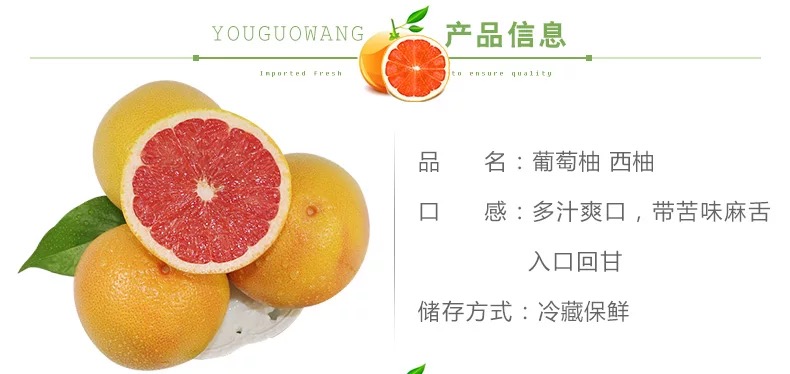 YOUGUOWANG 产品信息
Imported fresh to ensure quality
品 名：葡萄柚 西柚
口 感：多汁爽口，带苦味麻舌
入口回甘
储存方式：冷藏保鲜